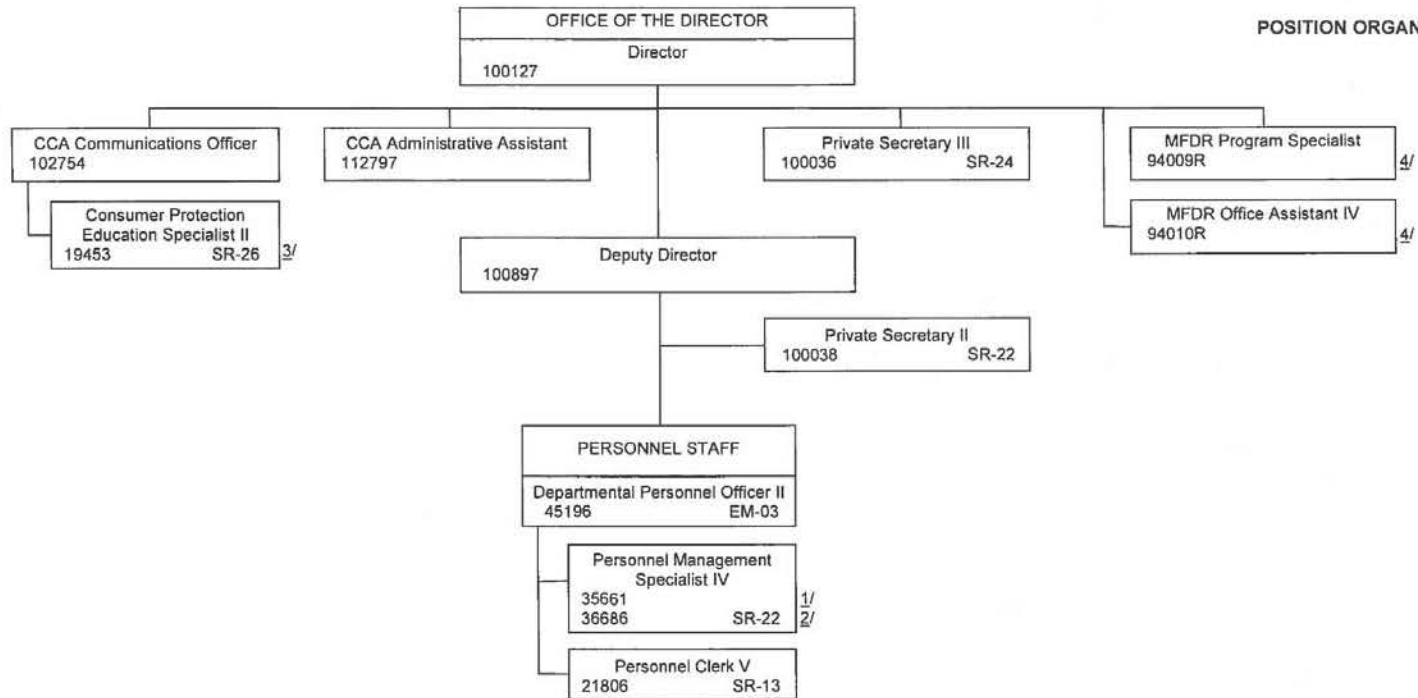 OFFICE OF THE DIRECTOR
Director
100127
POSITION ORGAN
CCA Communications Officer
102754
CCA Administrative Assistant
112797
Private Secretary III
100036 SR-24
MFDR Program Specialist
94009R 4/
Consumer Protection
Education Specialist II
19453 SR-26 3/
MFDR Office Assistant IV
94010R 4/
Deputy Director
100897
Private Secretary II
100038 SR-22
PERSONNEL STAFF
Departmental Personnel Officer II
45196 EM-03
Personnel Management
Specialist IV
35661 1/
36686 SR-22 2/
Personnel Clerk V
21806 SR-13